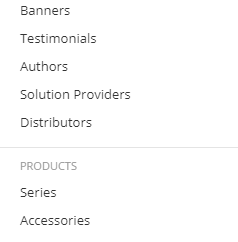 Banners
Testimonials
Authors
Solution Providers
Distributors
PRODUCTS
Series
Accessories